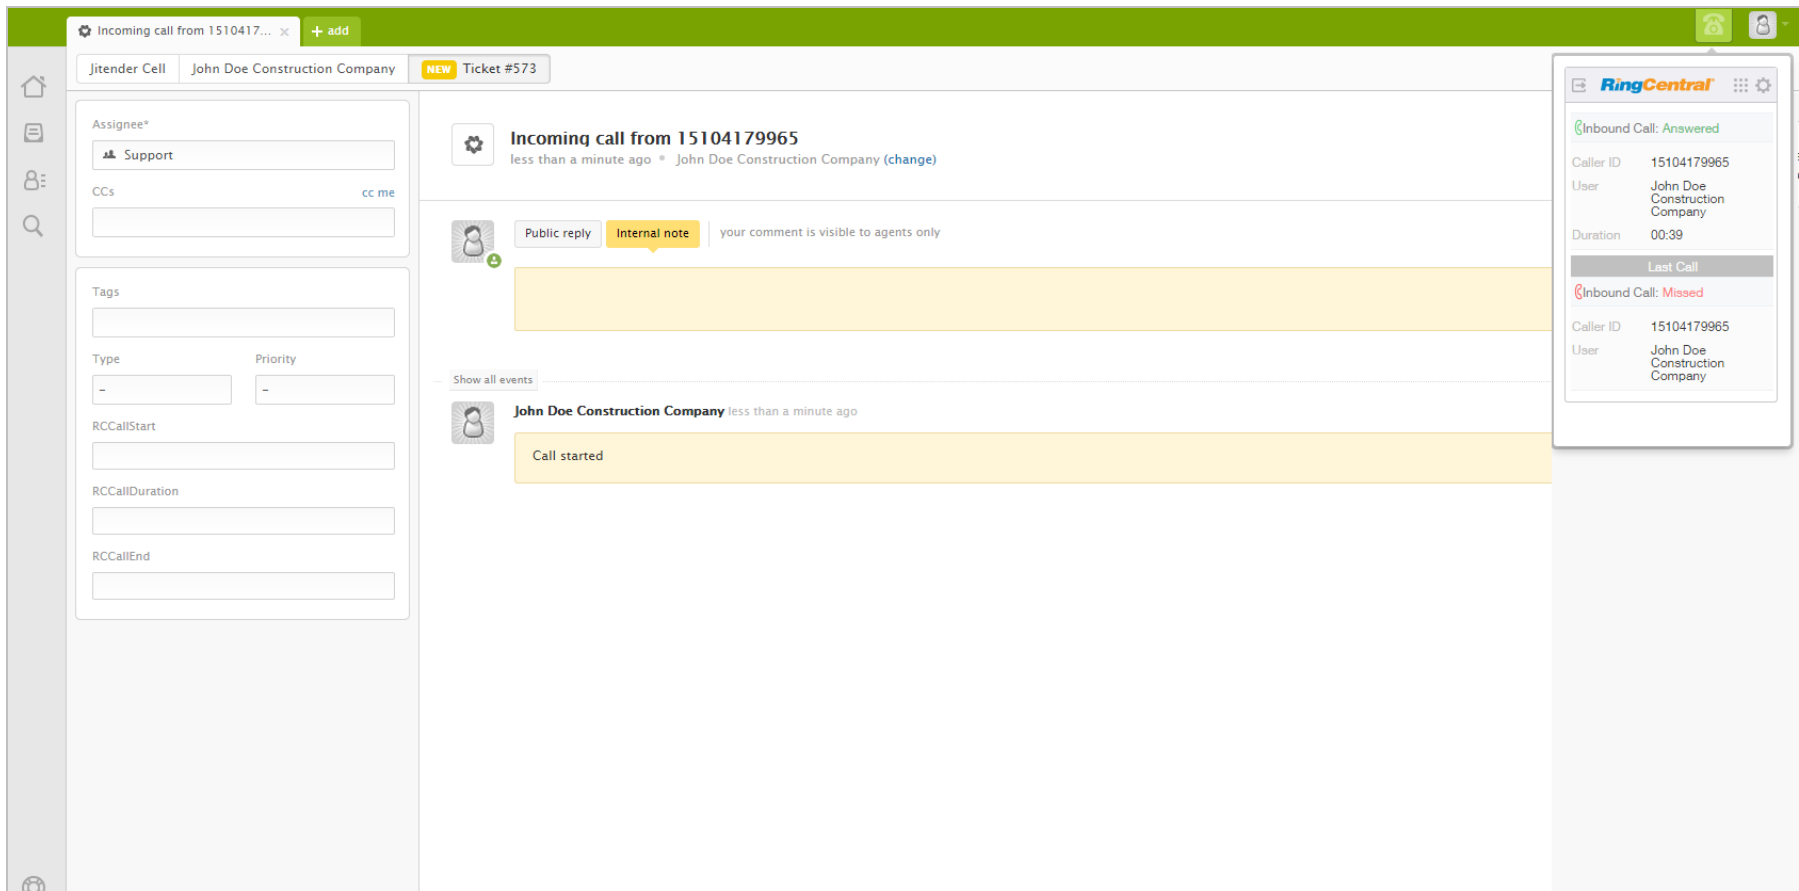 Incoming call from 1510417... × + add
Jitender Cell John Doe Construction Company NEW Ticket #573
Assignee*
Support
CCs cc me
Tags
Type Priority
– –
RCCallStart
RCCallDuration
RCCallEnd
Incoming call from 15104179965
less than a minute ago • John Doe Construction Company (change)
Public reply Internal note your comment is visible to agents only
Show all events
John Doe Construction Company less than a minute ago
Call started
RingCentral
Inbound Call: Answered
Caller ID 15104179965
User John Doe
Construction
Company
Duration 00:39
Last Call
Inbound Call: Missed
Caller ID 15104179965
User John Doe
Construction
Company